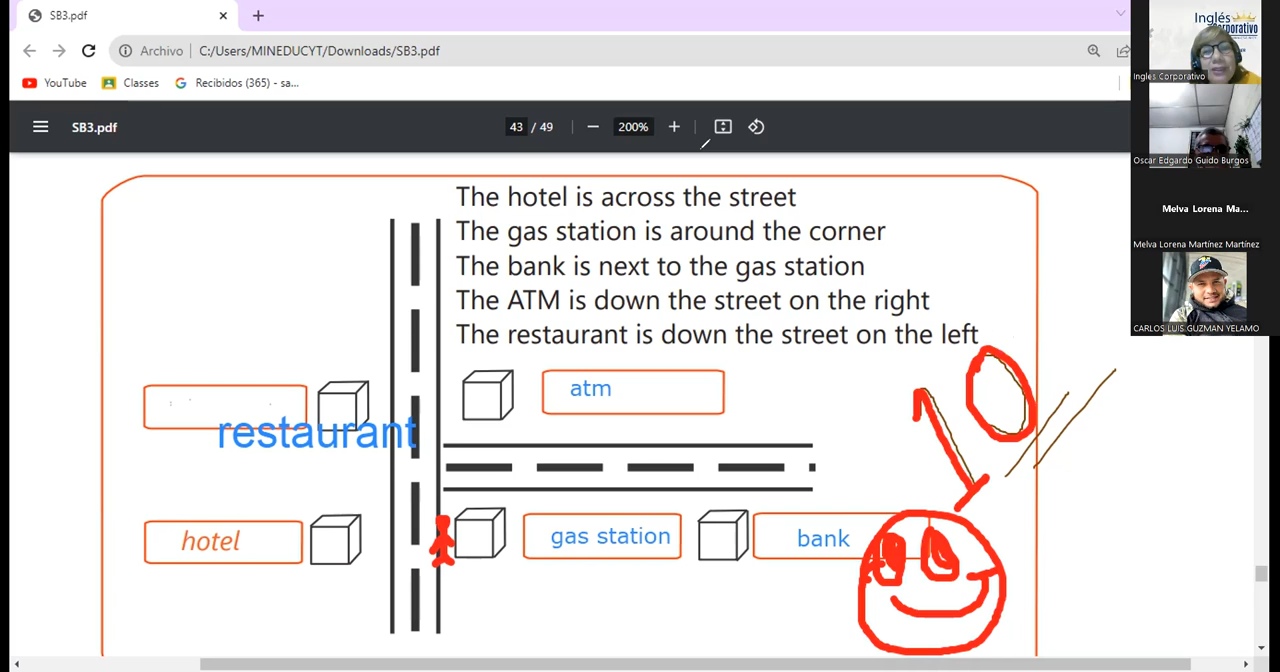 SB3.pdf
Archivo C:/Users/MINEDUCYT/Downloads/SB3.pdf
YouTube Classes Recibidos (365) - sa...
SB3.pdf 43 / 49 200%
Inglés
Corporativo
Ingles Corporativo
Oscar Edgardo Guido Burgos
Melva Lorena Ma...
Melva Lorena Martínez Martínez
CARLOS LUIS GUZMAN YELAMO
The hotel is across the street
The gas station is around the corner
The bank is next to the gas station
The ATM is down the street on the right
The restaurant is down the street on the left
atm
restaurant
hotel
gas station
bank
10